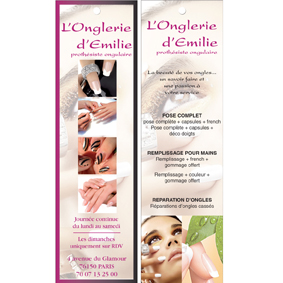 L'Onglerie
d'Emilie
prothésiste ongulaire
Journée continue
du lundi au samedi
Les dimanches
uniquement sur RDV
d'avenue du Glamour
76150 PARIS
70 07 13 25 00
L'Onglerie
d'Emilie
prothésiste ongulaire
La beauté de vos ongles...
un savoir faire et
une passion à
votre service.
POSE COMPLET
pose complète + capsules + french
Pose complète + capsules +
déco doigts
REMPLISSAGE POUR MAINS
Remplissage + french +
gommage offert
Remplissage + couleur +
gommage offert
REPARATION D'ONGLES
Réparations d'ongles cassés